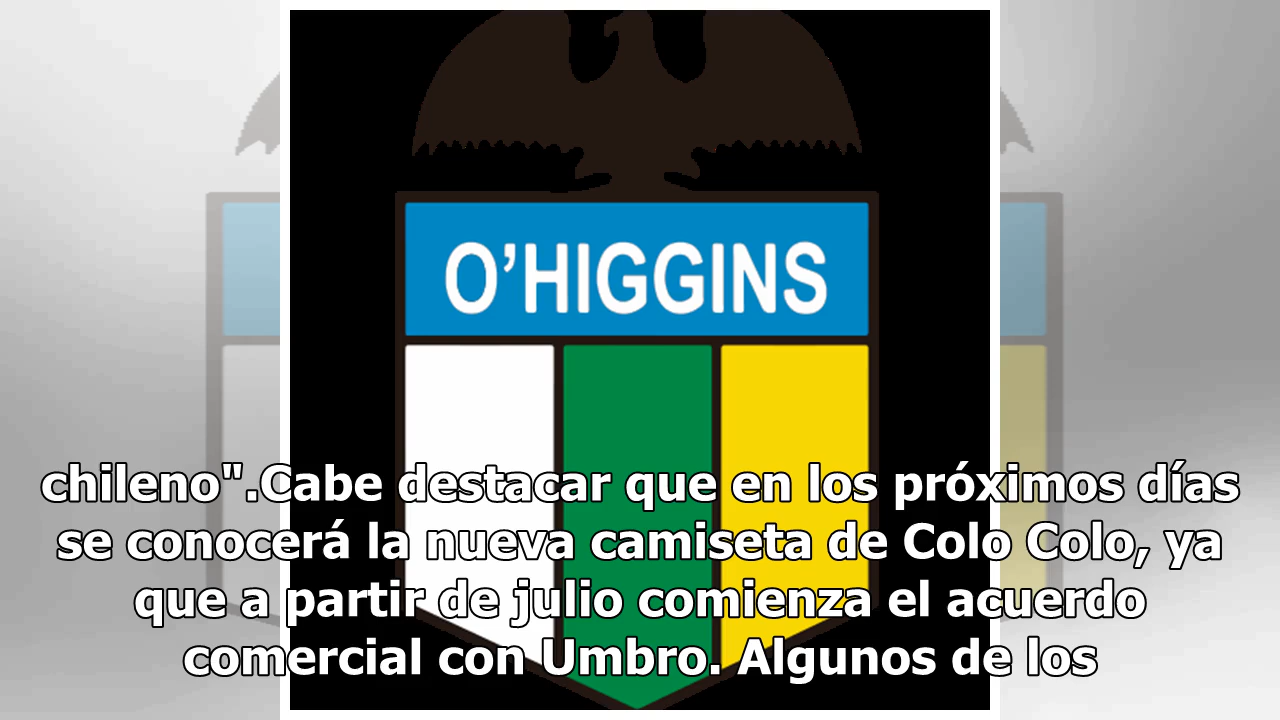 O'HIGGINS
chileno".Cabe destacar que en los próximos días
se conocerá la nueva camiseta de Colo Colo, ya
que a partir de julio comienza el acuerdo
comercial con Umbro. Algunos de los